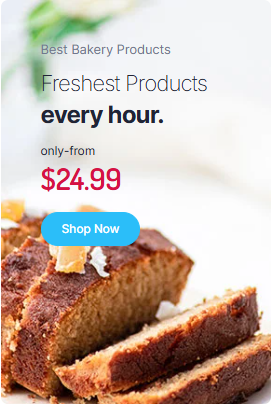 Best Bakery Products
Freshest Products
every hour.
only-from
$24.99
Shop Now